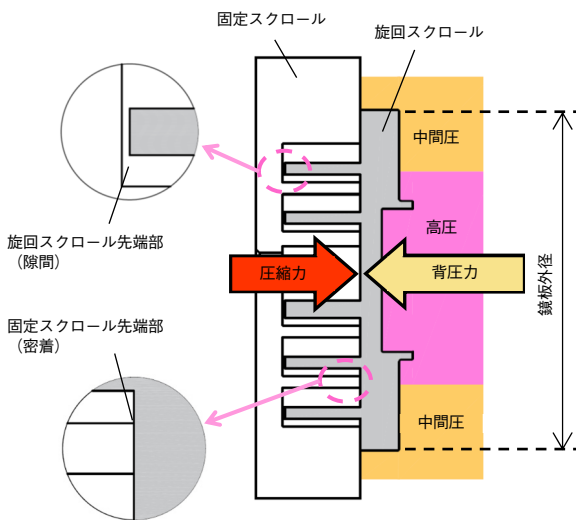 固定スクロール
旋回スクロール
中間圧
旋回スクロール先端部
（隙間）
高圧
圧縮力
背圧力
鏡板外径
固定スクロール先端部
（密着）
中間圧